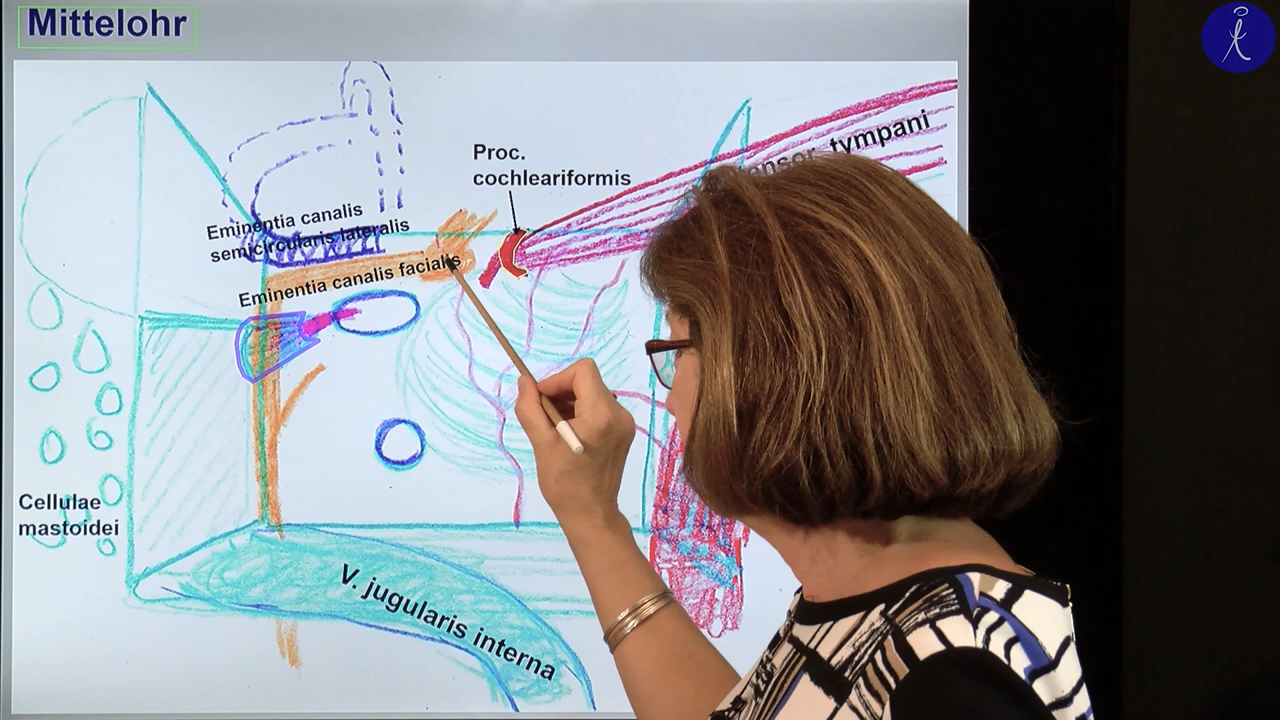 Mittelohr
Proc.
cochleariformis
tympani
Eminentia canalis
semicircularis lateralis
Eminentia canalis facialis
Cellulae
mastoidei
V. jugularis interna